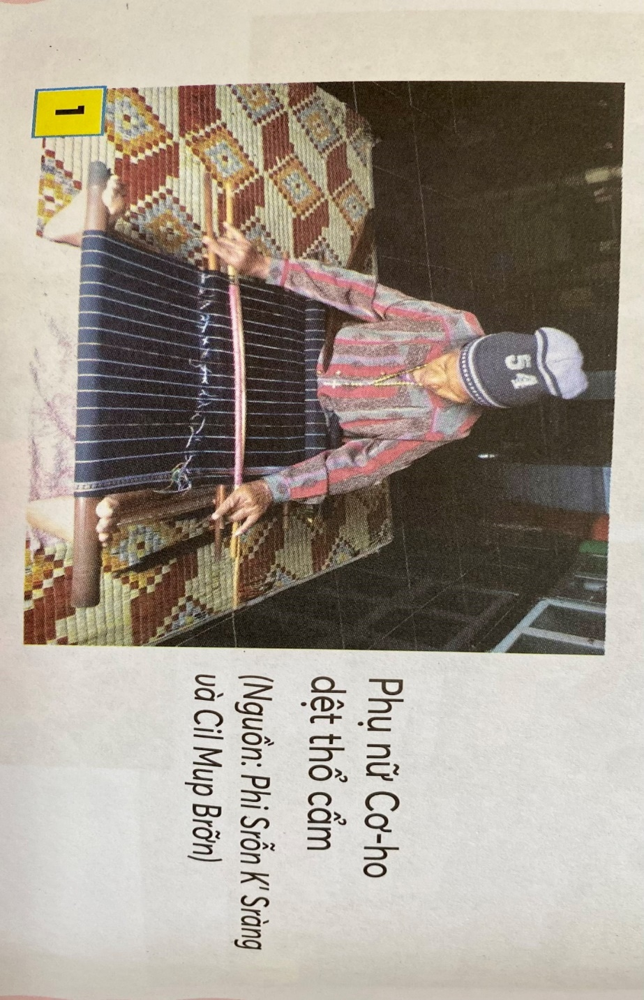 1
54
Phụ nữ Cơ-ho
dệt thổ cẩm
(Nguồn: Phi Srỗn K' Sràng
và Cil Mup Brỡn)